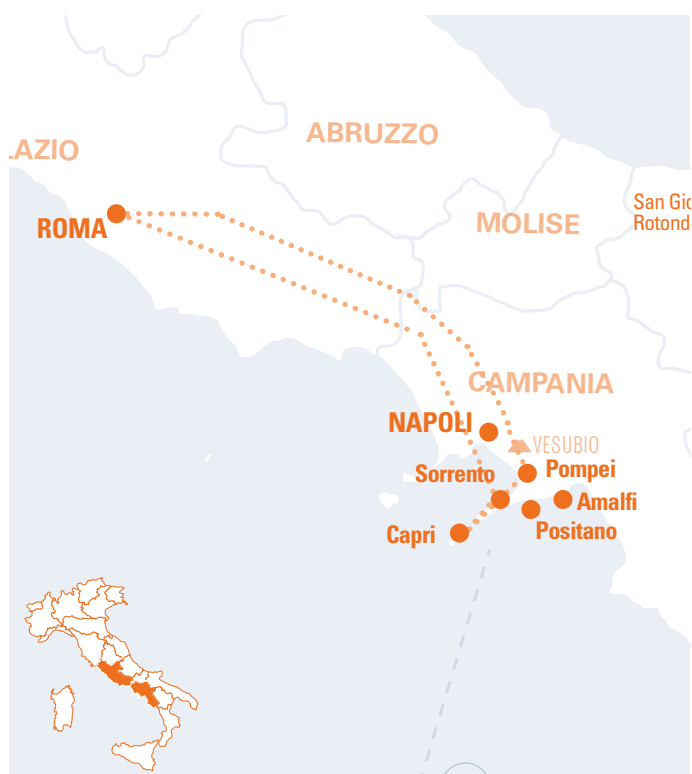 ABRUZZO
.AZIO
San Gio
Rotond
MOLISE
ROMA
CAMPANIA
NAPOLI
VESUBIO
Pompei
Sorrento
Amalfi
Capri
Positano